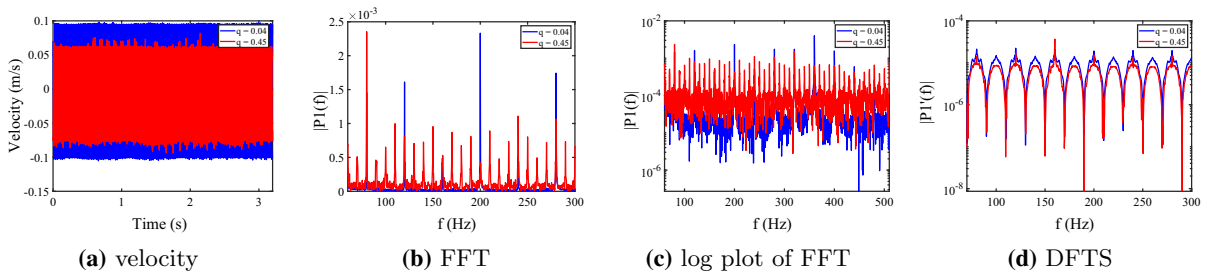 0.1
0.05
0
-0.05
-0.1
-0.15
0 1 2 3
Velocity (m/s)
Time (s)
q = 0.04
q = 0.45
(a) velocity
×10⁻³
2.5
2
1.5
1
0.5
0
100 150 200 250 300
|P1(f)|
f (Hz)
q = 0.04
q = 0.45
(b) FFT
10⁻²
10⁻⁴
10⁻⁶
100 200 300 400 500
|P1(f)|
f (Hz)
q = 0.04
q = 0.45
(c) log plot of FFT
10⁻⁴
10⁻⁶
10⁻⁸
100 150 200 250 300
|P1'(f)|
f (Hz)
q = 0.04
q = 0.45
(d) DFTS